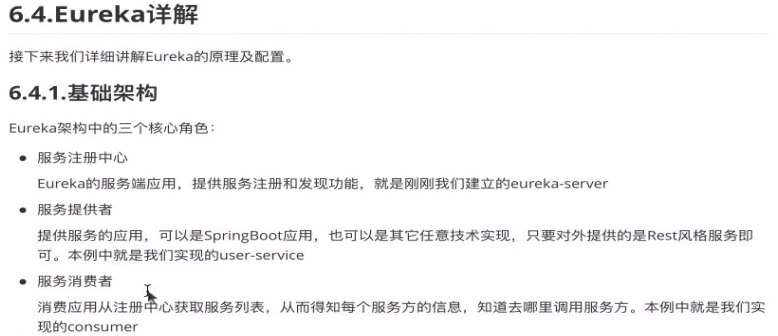 6.4.Eureka详解
接下来我们详细讲解Eureka的原理及配置。
6.4.1.基础架构
Eureka架构中的三个核心角色：
服务注册中心
Eureka的服务端应用，提供服务注册和发现功能，就是刚刚我们建立的eureka-server
服务提供者
提供服务的应用，可以是SpringBoot应用，也可以是其它任意技术实现，只要对外提供的是Rest风格服务即
可。本例中就是我们实现的user-service
服务消费者
消费应用从注册中心获取服务列表，从而得知每个服务方的信息，知道去哪里调用服务方。本例中就是我们实
现的consumer